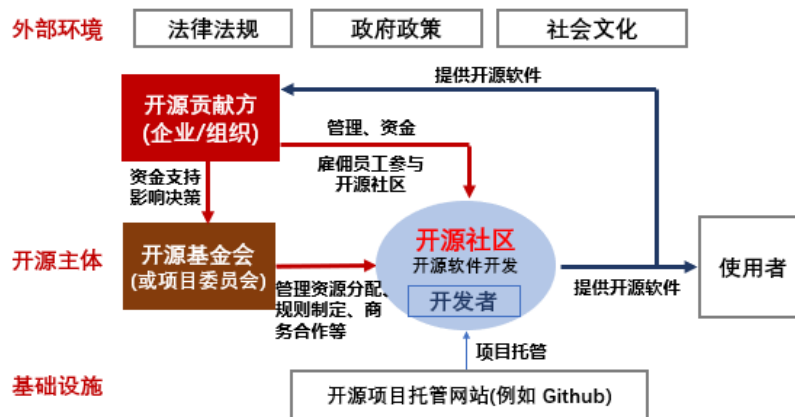 外部环境
法律法规
政府政策
社会文化
提供开源软件
开源贡献方
(企业/组织)
管理、资金
雇佣员工参与
开源社区
资金支持
影响决策
开源主体
开源基金会
(或项目委员会)
管理资源分配、
规则制定、商
务合作等
开源社区
开源软件开发
开发者
提供开源软件
使用者
项目托管
基础设施
开源项目托管网站(例如 Github)